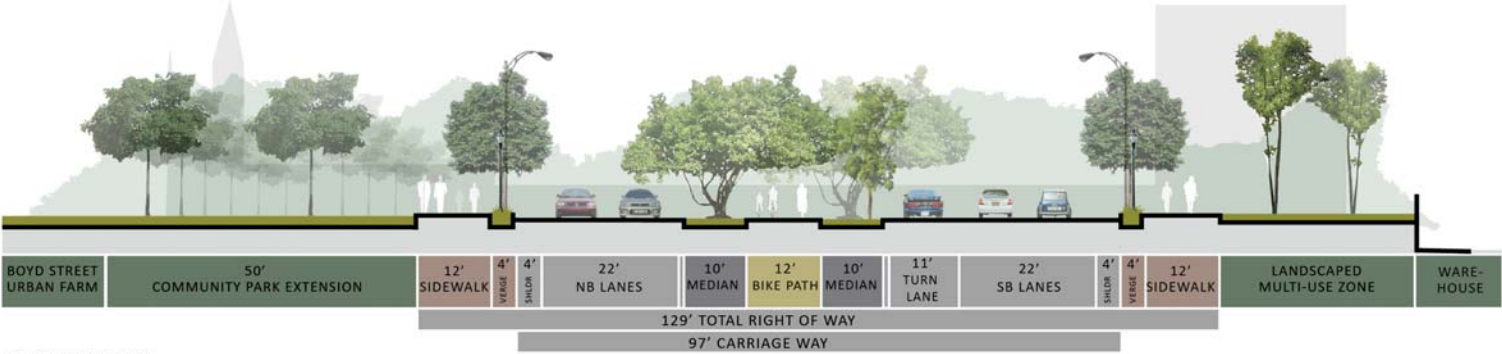 BOYD STREET
URBAN FARM
50'
COMMUNITY PARK EXTENSION
12'
SIDEWALK
4'
VERGE
4'
SHLDR
22'
NB LANES
10'
MEDIAN
12'
BIKE PATH
10'
MEDIAN
11'
TURN
LANE
22'
SB LANES
4'
SHLDR
4'
VERGE
12'
SIDEWALK
LANDSCAPED
MULTI-USE ZONE
WARE-
HOUSE
129' TOTAL RIGHT OF WAY
97' CARRIAGE WAY